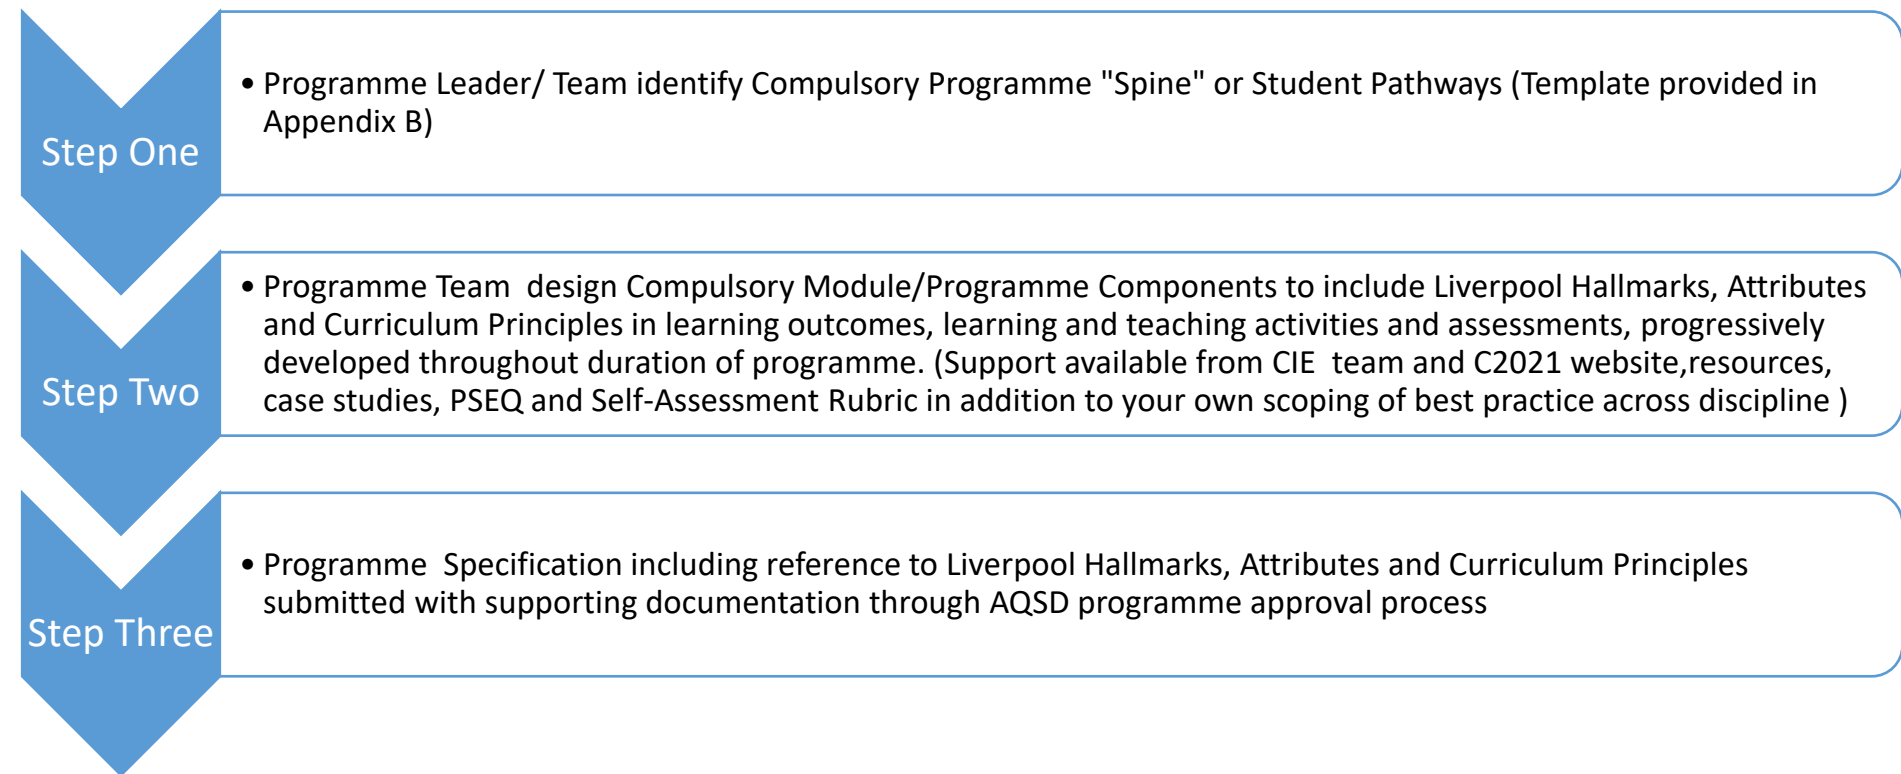 Step One
• Programme Leader/ Team identify Compulsory Programme "Spine" or Student Pathways (Template provided in
Appendix B)
Step Two
• Programme Team  design Compulsory Module/Programme Components to include Liverpool Hallmarks, Attributes
and Curriculum Principles in learning outcomes, learning and teaching activities and assessments, progressively
developed throughout duration of programme. (Support available from CIE  team and C2021 website,resources,
case studies, PSEQ and Self-Assessment Rubric in addition to your own scoping of best practice across discipline )
Step Three
• Programme  Specification including reference to Liverpool Hallmarks, Attributes and Curriculum Principles
submitted with supporting documentation through AQSD programme approval process